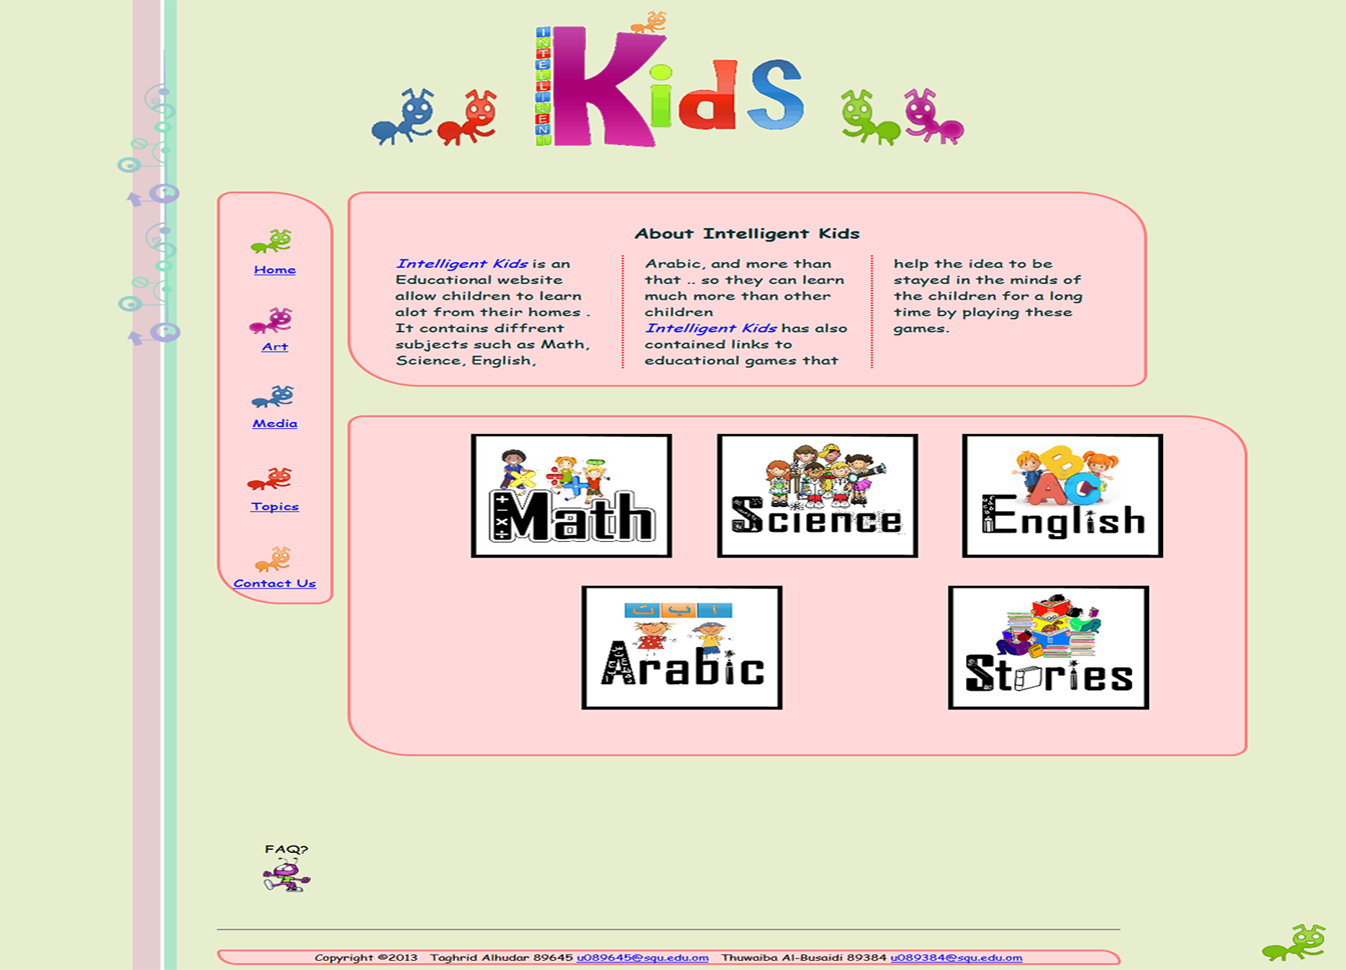 INTELLIGENT
Kids
Home
Art
Media
Topics
Contact Us
About Intelligent Kids
Intelligent Kids is an
Educational website
allow children to learn
alot from their homes .
It contains diffrent
subjects such as Math,
Science, English,
Arabic, and more than
that .. so they can learn
much more than other
children
Intelligent Kids has also
contained links to
educational games that
help the idea to be
stayed in the minds of
the children for a long
time by playing these
games.
Math
Science
A B C
English
أ ب ت
Arabic
Stories
FAQ?
Copyright ©2013 Taghrid Alhudar 89645 u089645@squ.edu.om Thuwaiba Al-Busaidi 89384 u089384@squ.edu.om